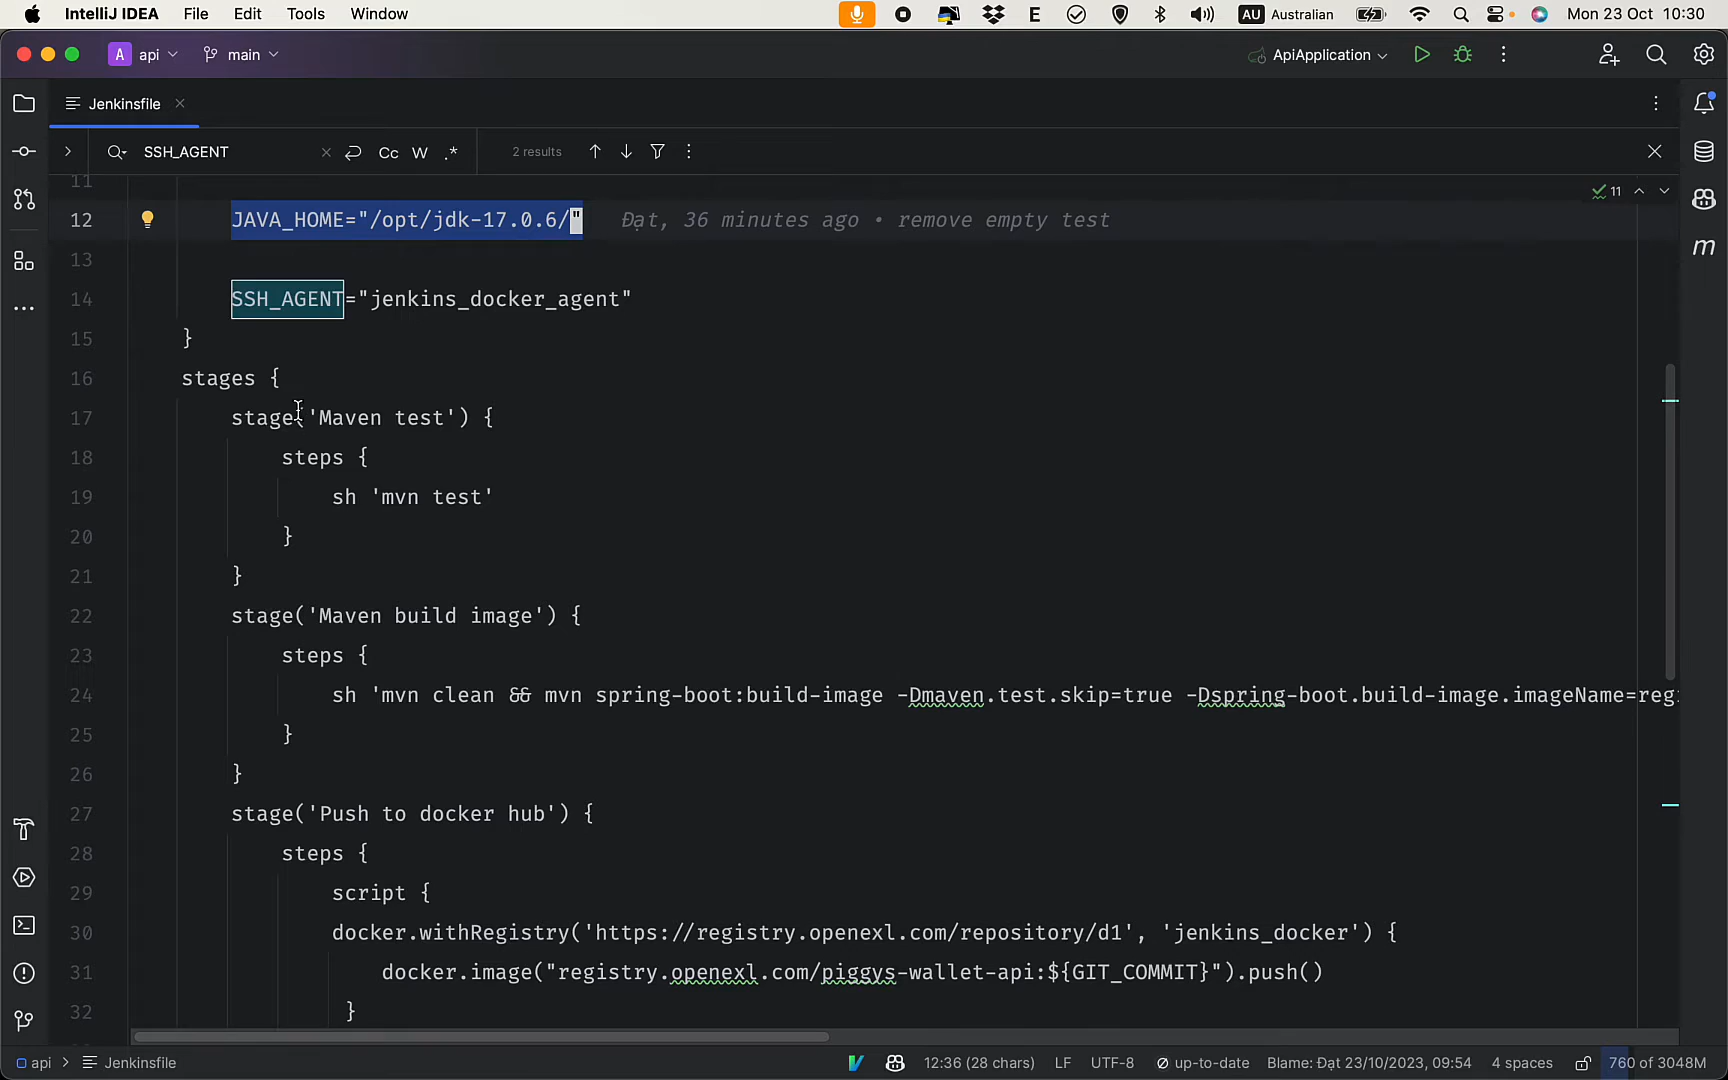 IntelliJ IDEA File Edit Tools Window AU Australian Mon 23 Oct 10:30
A api main ApiApplication
Jenkinsfile
SSH_AGENT Cc W .* 2 results
11 11
12 JAVA_HOME="/opt/jdk-17.0.6/" Đạt, 36 minutes ago • remove empty test
13
14 SSH_AGENT="jenkins_docker_agent"
15 }
16 stages {
17 stage('Maven test') {
18 steps {
19 sh 'mvn test'
20 }
21 }
22 stage('Maven build image') {
23 steps {
24 sh 'mvn clean && mvn spring-boot:build-image -Dmaven.test.skip=true -Dspring-boot.build-image.imageName=reg
25 }
26 }
27 stage('Push to docker hub') {
28 steps {
29 script {
30 docker.withRegistry('https://registry.openexl.com/repository/d1', 'jenkins_docker') {
31 docker.image("registry.openexl.com/piggys-wallet-api:${GIT_COMMIT}").push()
32 }
api > Jenkinsfile 12:36 (28 chars) LF UTF-8 up-to-date Blame: Đạt 23/10/2023, 09:54 4 spaces 760 of 3048M